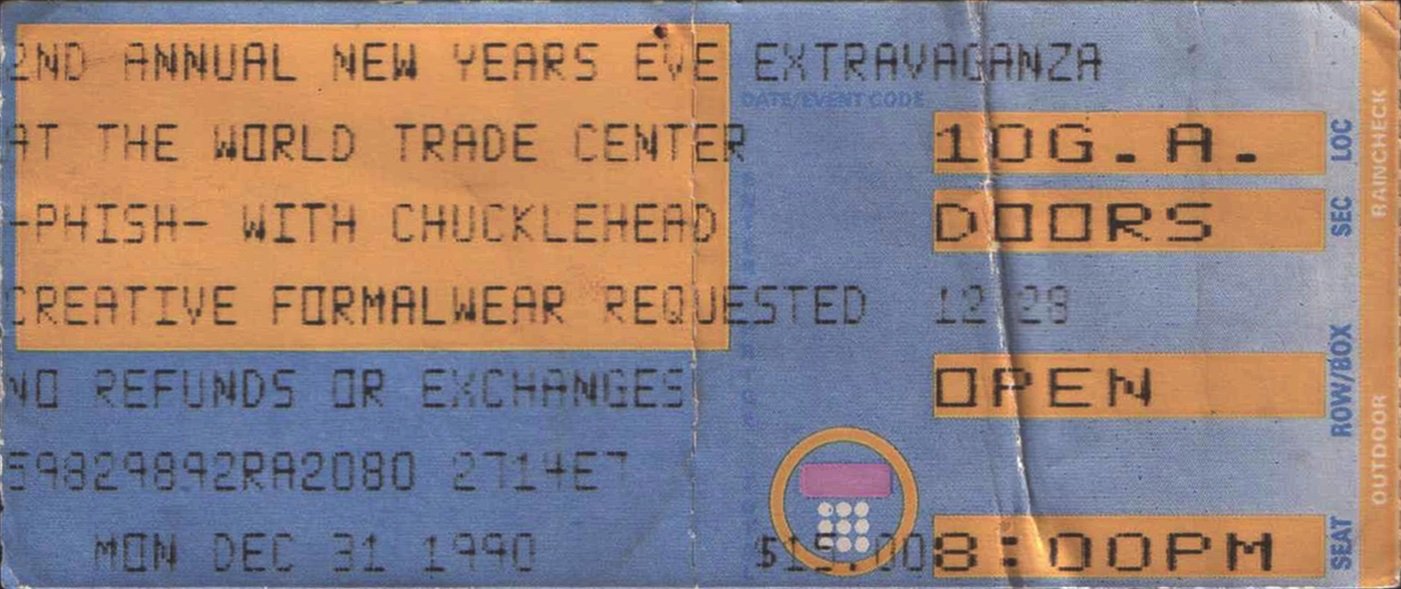 2ND ANNUAL NEW YEARS EVE EXTRAVAGANZA
DATE/EVENT CODE
AT THE WORLD TRADE CENTER
10G.A.
LOC
-PHISH- WITH CHUCKLEHEAD
DOORS
SEC
CREATIVE FORMALWEAR REQUESTED
12 28
NO REFUNDS OR EXCHANGES
OPEN
ROW/BOX
59829892RA2080 2714E7
MON DEC 31 1990
$15.00
8:00PM
SEAT
RAINCHECK
OUTDOOR